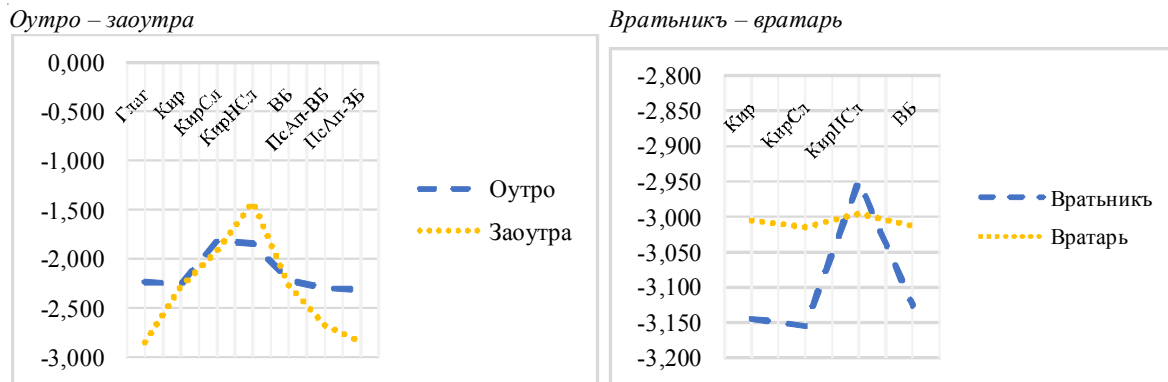 Оутро – заоутра
0,000
-0,500
-1,000
-1,500
-2,000
-2,500
-3,000
Глаг
Кир
КирСл
КирНСл
ВБ
ПсАп-ВБ
ПсАп-ЗБ
Оутро
Заоутра
Вратьникъ – вратарь
-2,800
-2,850
-2,900
-2,950
-3,000
-3,050
-3,100
-3,150
-3,200
Кир
КирСл
КирНСл
ВБ
Вратьникъ
Вратарь